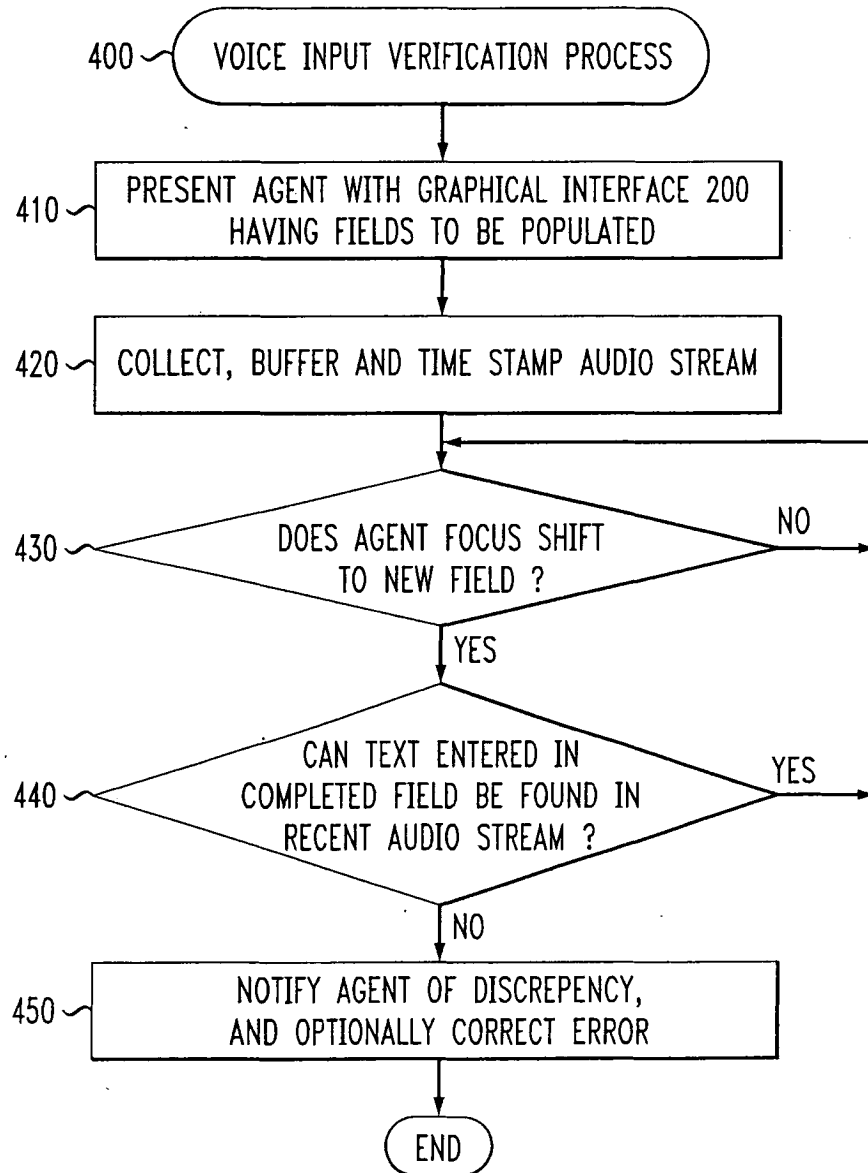 400
VOICE INPUT VERIFICATION PROCESS
410
PRESENT AGENT WITH GRAPHICAL INTERFACE 200
HAVING FIELDS TO BE POPULATED
420
COLLECT, BUFFER AND TIME STAMP AUDIO STREAM
430
DOES AGENT FOCUS SHIFT
TO NEW FIELD ?
NO
YES
440
CAN TEXT ENTERED IN
COMPLETED FIELD BE FOUND IN
RECENT AUDIO STREAM ?
YES
NO
450
NOTIFY AGENT OF DISCREPENCY,
AND OPTIONALLY CORRECT ERROR
END